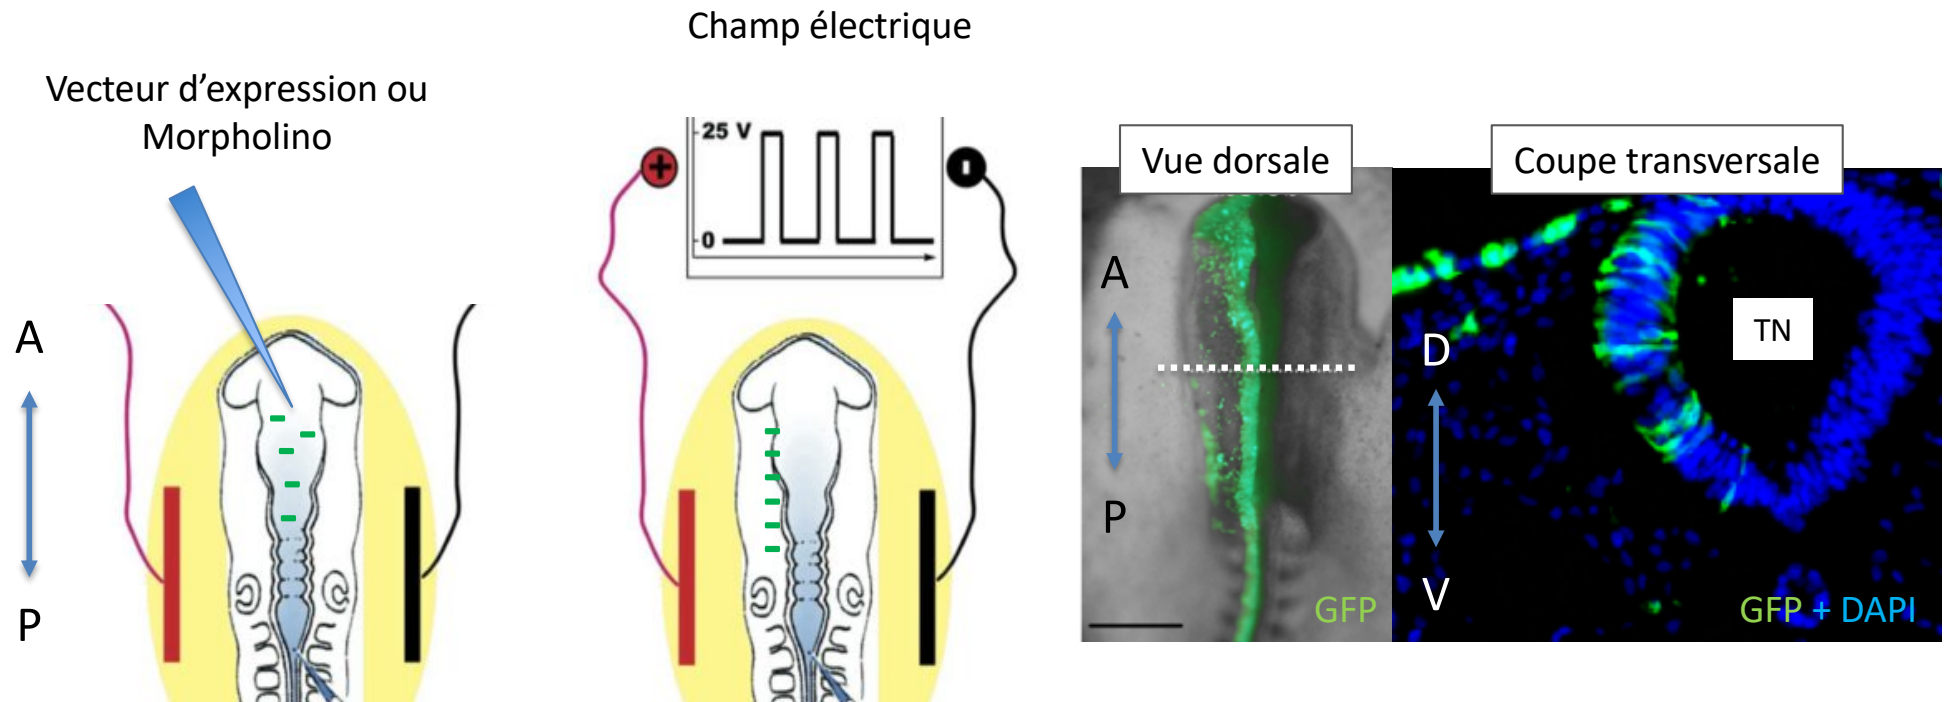 Champ électrique
Vecteur d'expression ou
Morpholino
25 V
+
-
0
Vue dorsale
Coupe transversale
A
P
A
P
GFP
TN
D
V
GFP + DAPI